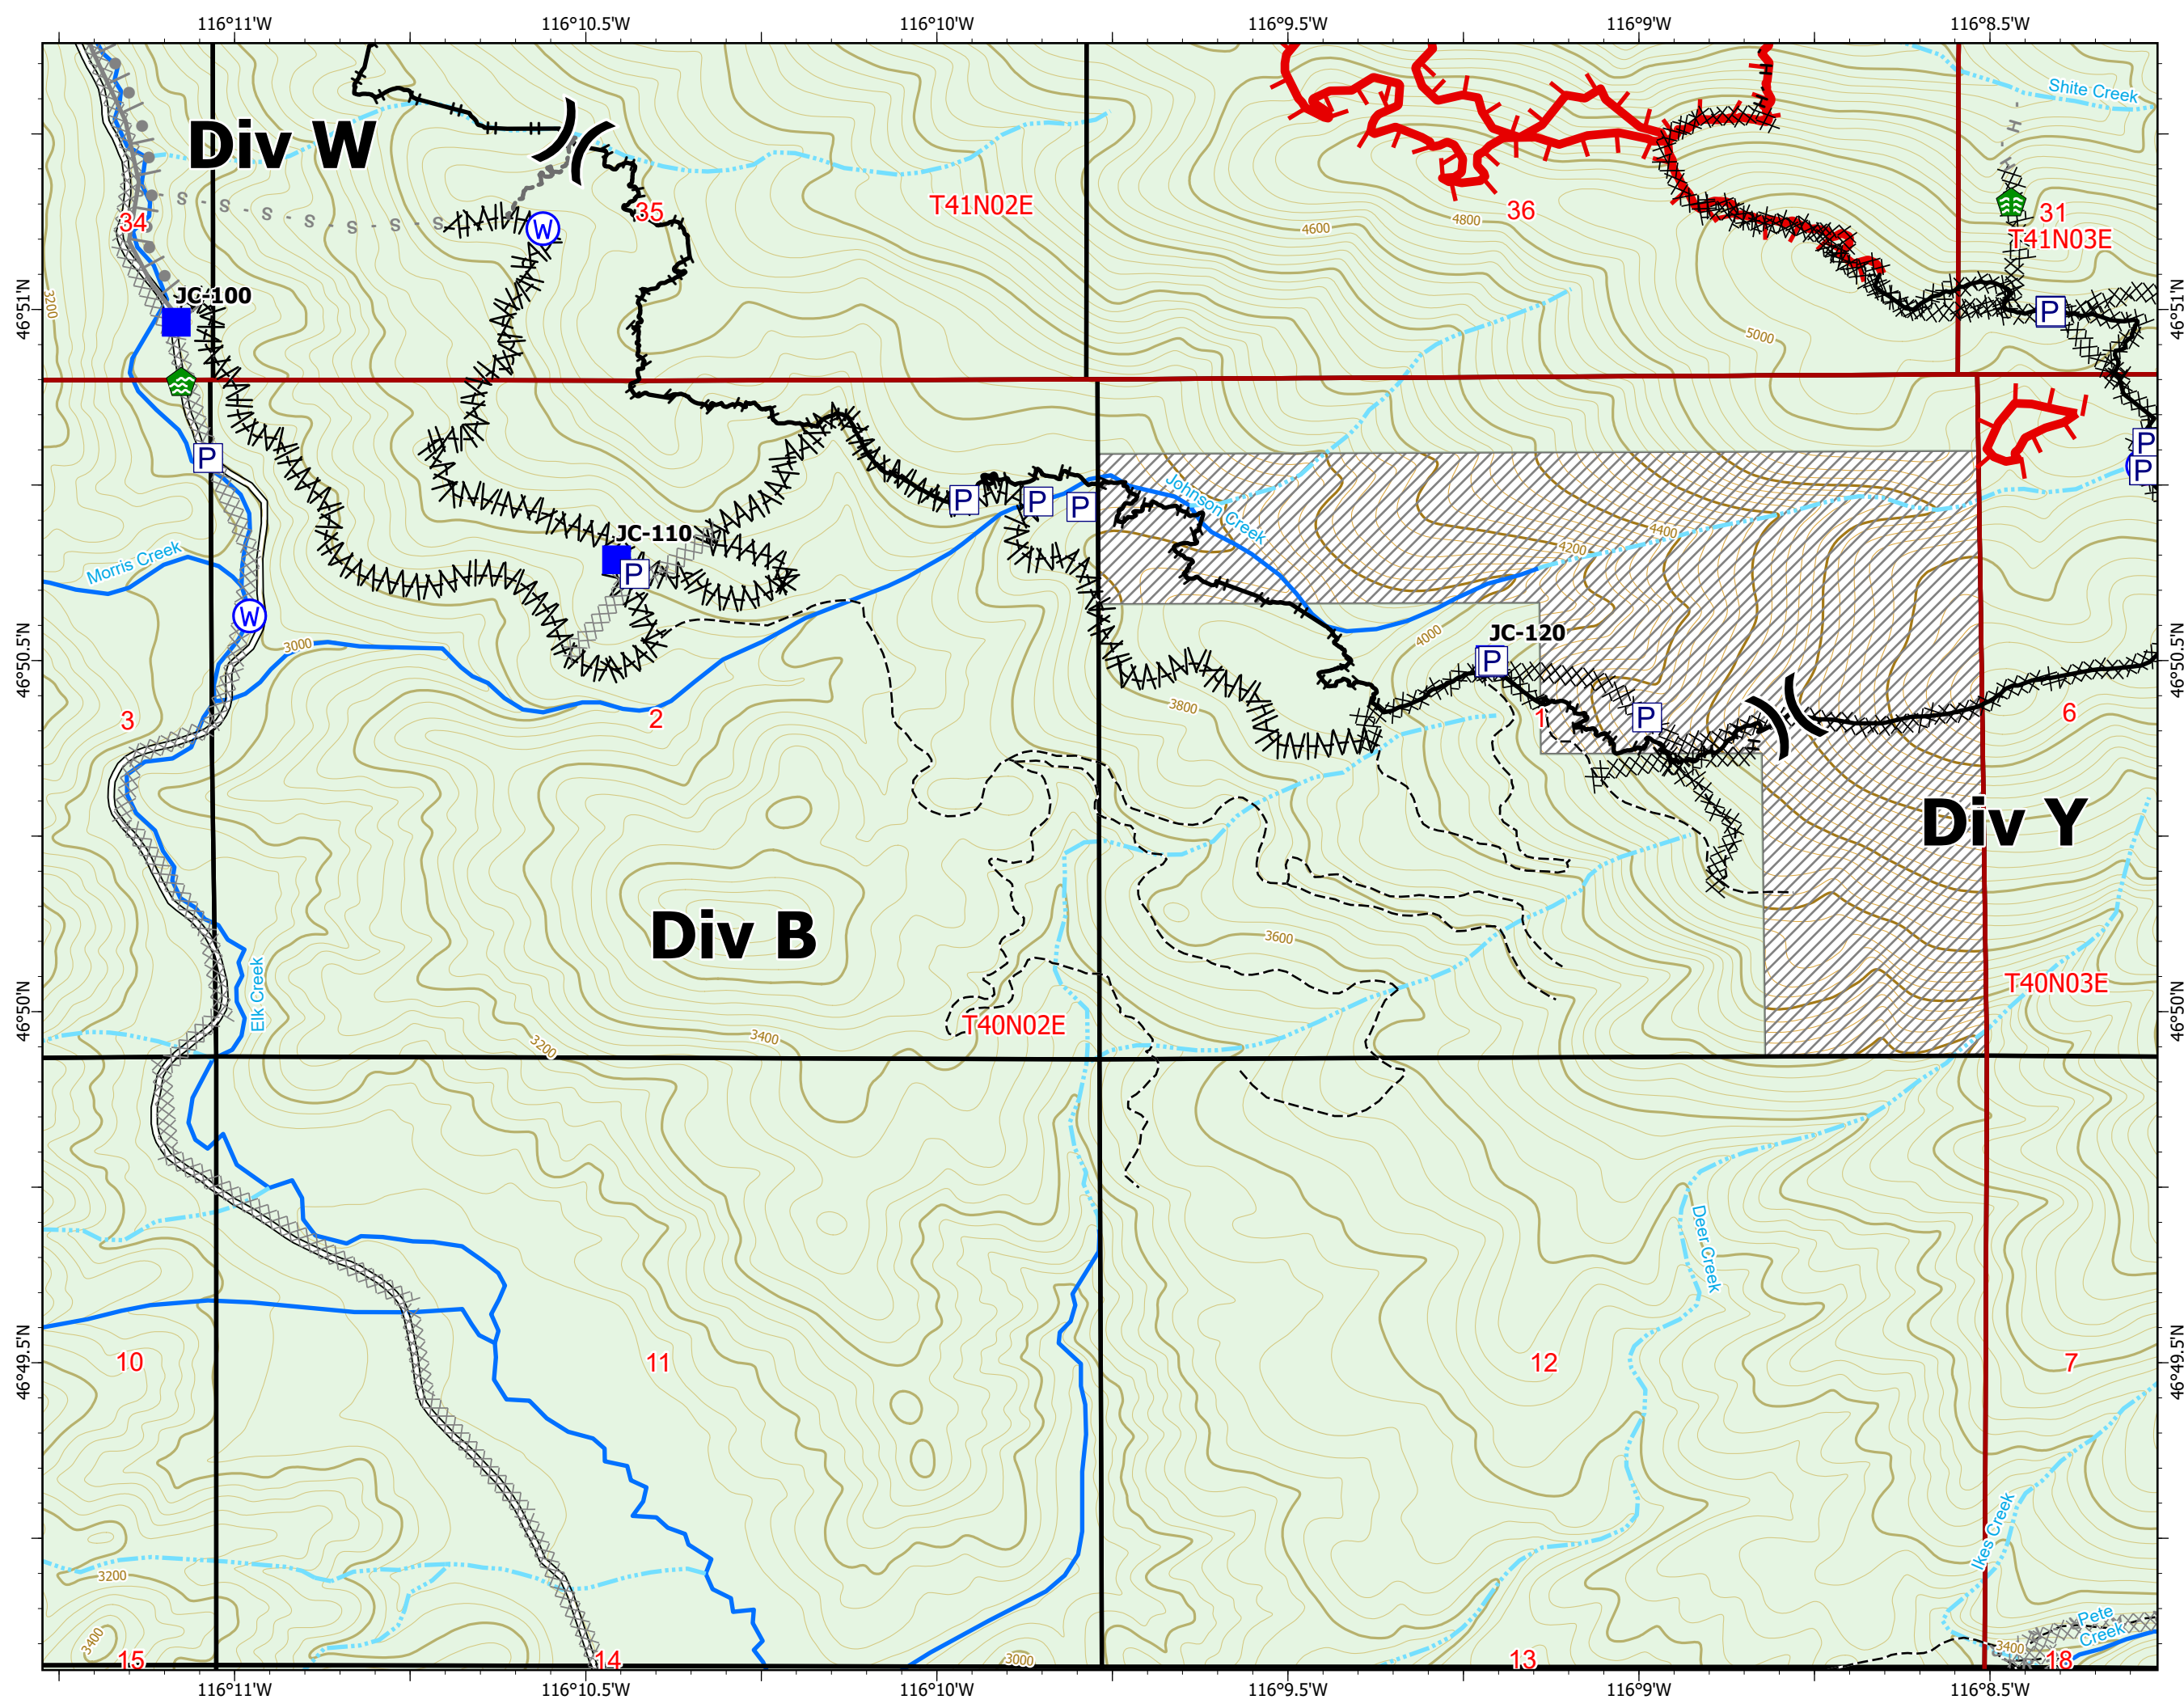 116°11'W 116°10.5'W 116°10'W 116°9.5'W 116°9'W 116°8.5'W
Shite Creek
H
H
H
Div W
S - S - S - S - S - S - S
T41N02E
34
35
36
31
T41N03E
4600
4800
W
3200
JC-100
46°51'N
46°51'N
P
5000
P
P
P
P
P
P
Johnson Creek
4400
4200
JC-110
P
Morris Creek
W
46°50.5'N
46°50.5'N
3000
4000
JC-120
P
3800
P
3
2
1
6
H
Div Y
Div B
3600
T40N03E
Elk Creek
46°50'N
46°50'N
T40N02E
3200
3400
Deer Creek
46°49.5'N
46°49.5'N
10
11
12
7
Ikes Creek
3200
3400
Pete
Creek
3400
15
14
3000
13
18
116°11'W 116°10.5'W 116°10'W 116°9.5'W 116°9'W 116°8.5'W